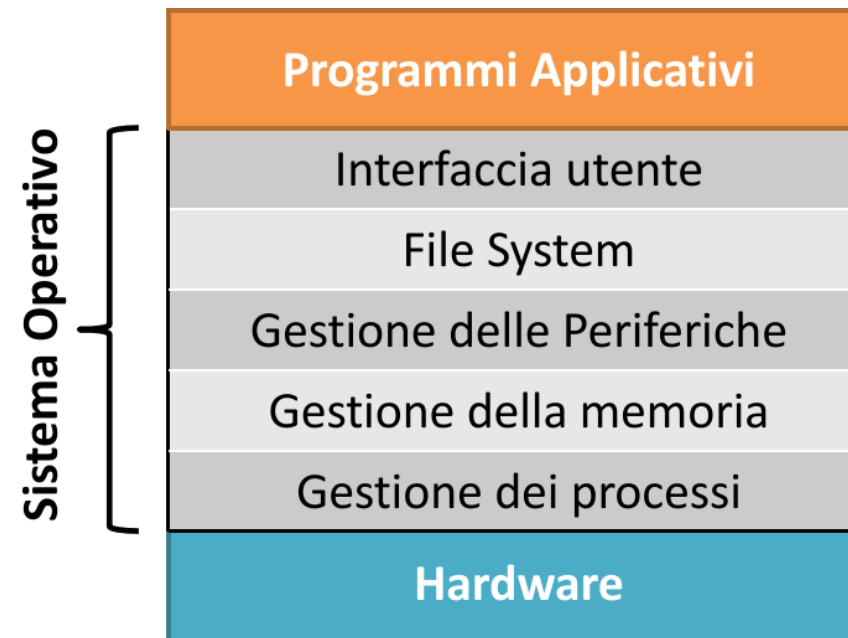 Programmi Applicativi
Sistema Operativo
Interfaccia utente
File System
Gestione delle Periferiche
Gestione della memoria
Gestione dei processi
Hardware